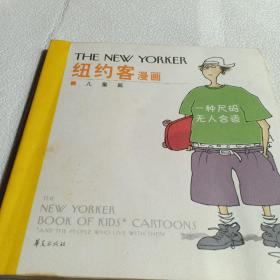 THE NEW YORKER
纽约客漫画
儿童篇
一种尺码
无人合适
THE
NEW YORKER
BOOK OF KIDS* CARTOONS
*AND THE PEOPLE WHO LIVE WITH THEM
华夏出版社